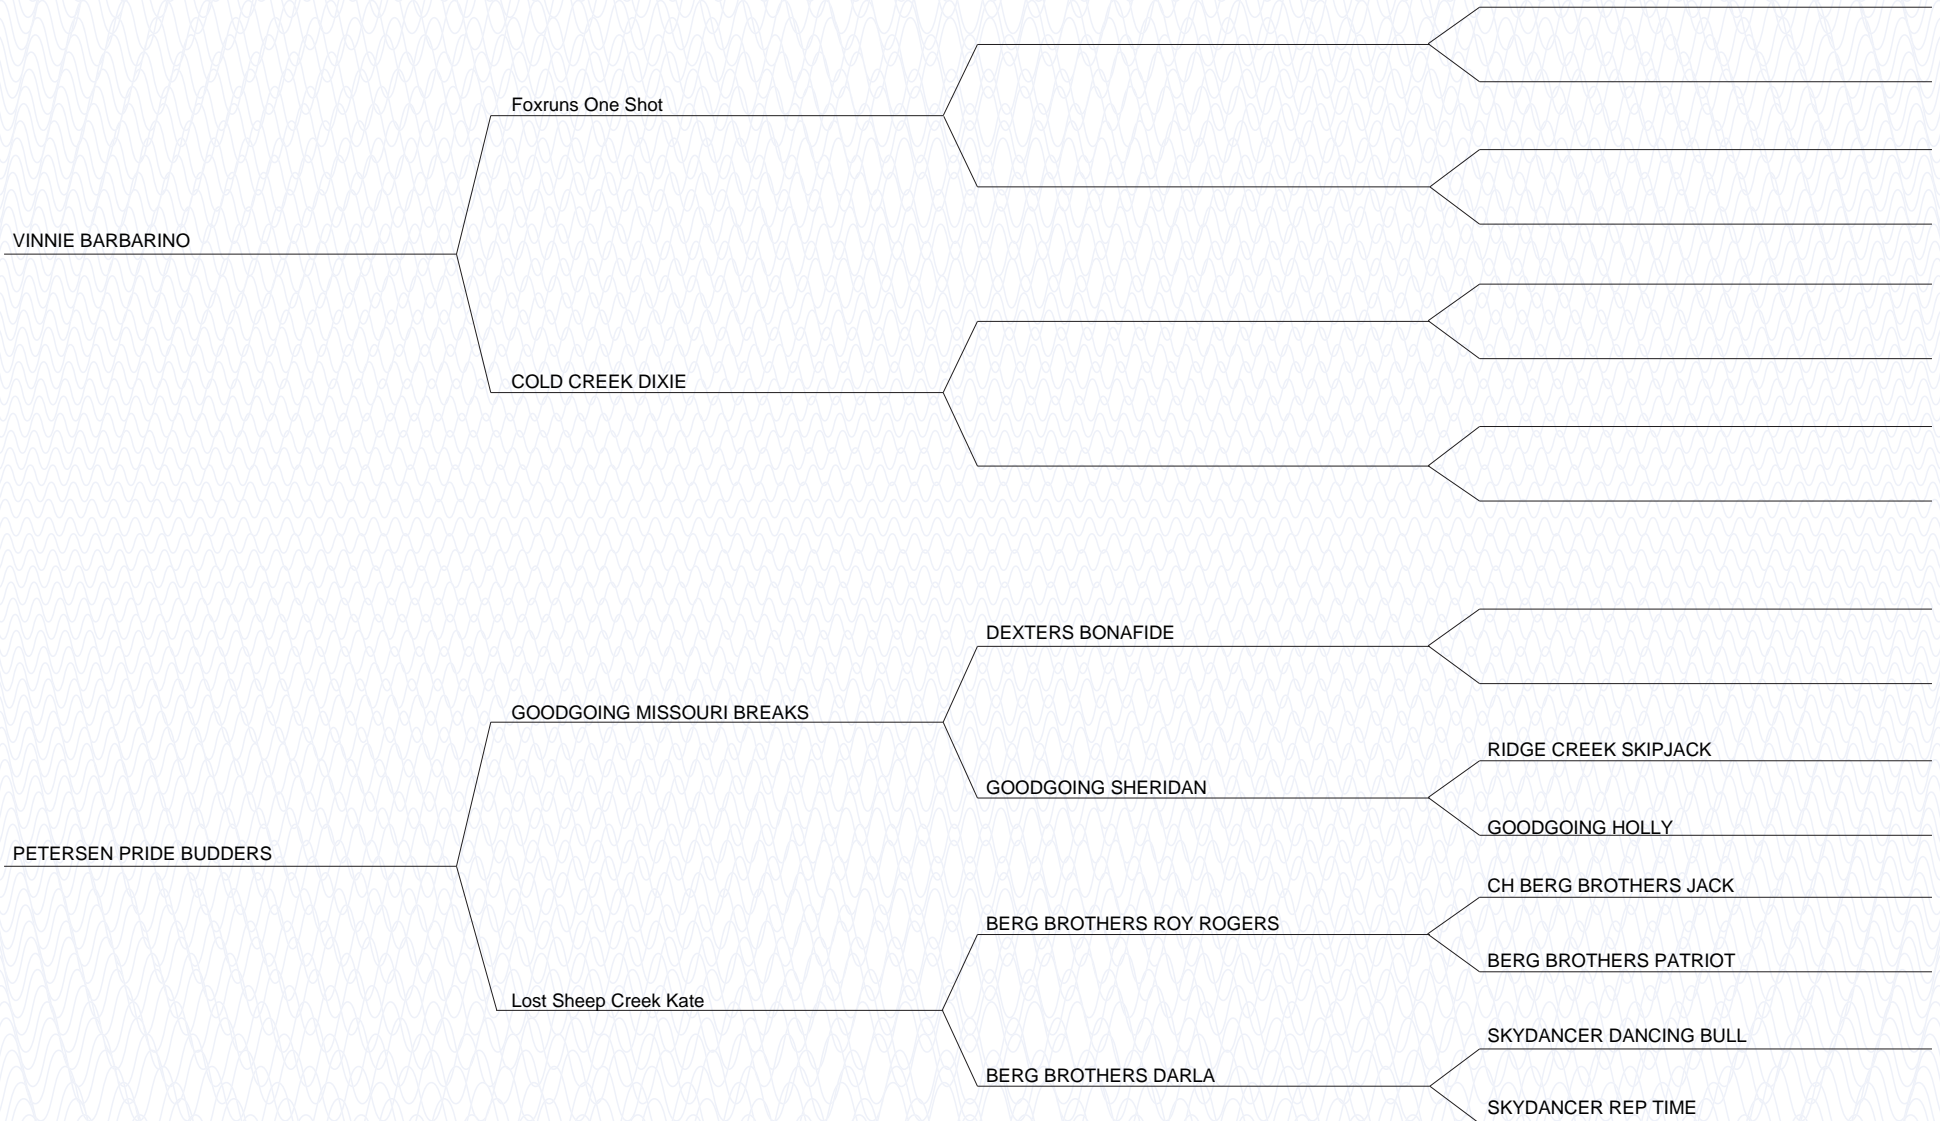 Foxruns One Shot
VINNIE BARBARINO
COLD CREEK DIXIE
DEXTERS BONAFIDE
GOODGOING MISSOURI BREAKS
RIDGE CREEK SKIPJACK
GOODGOING SHERIDAN
GOODGOING HOLLY
PETERSEN PRIDE BUDDERS
CH BERG BROTHERS JACK
BERG BROTHERS ROY ROGERS
BERG BROTHERS PATRIOT
Lost Sheep Creek Kate
SKYDANCER DANCING BULL
BERG BROTHERS DARLA
SKYDANCER REP TIME